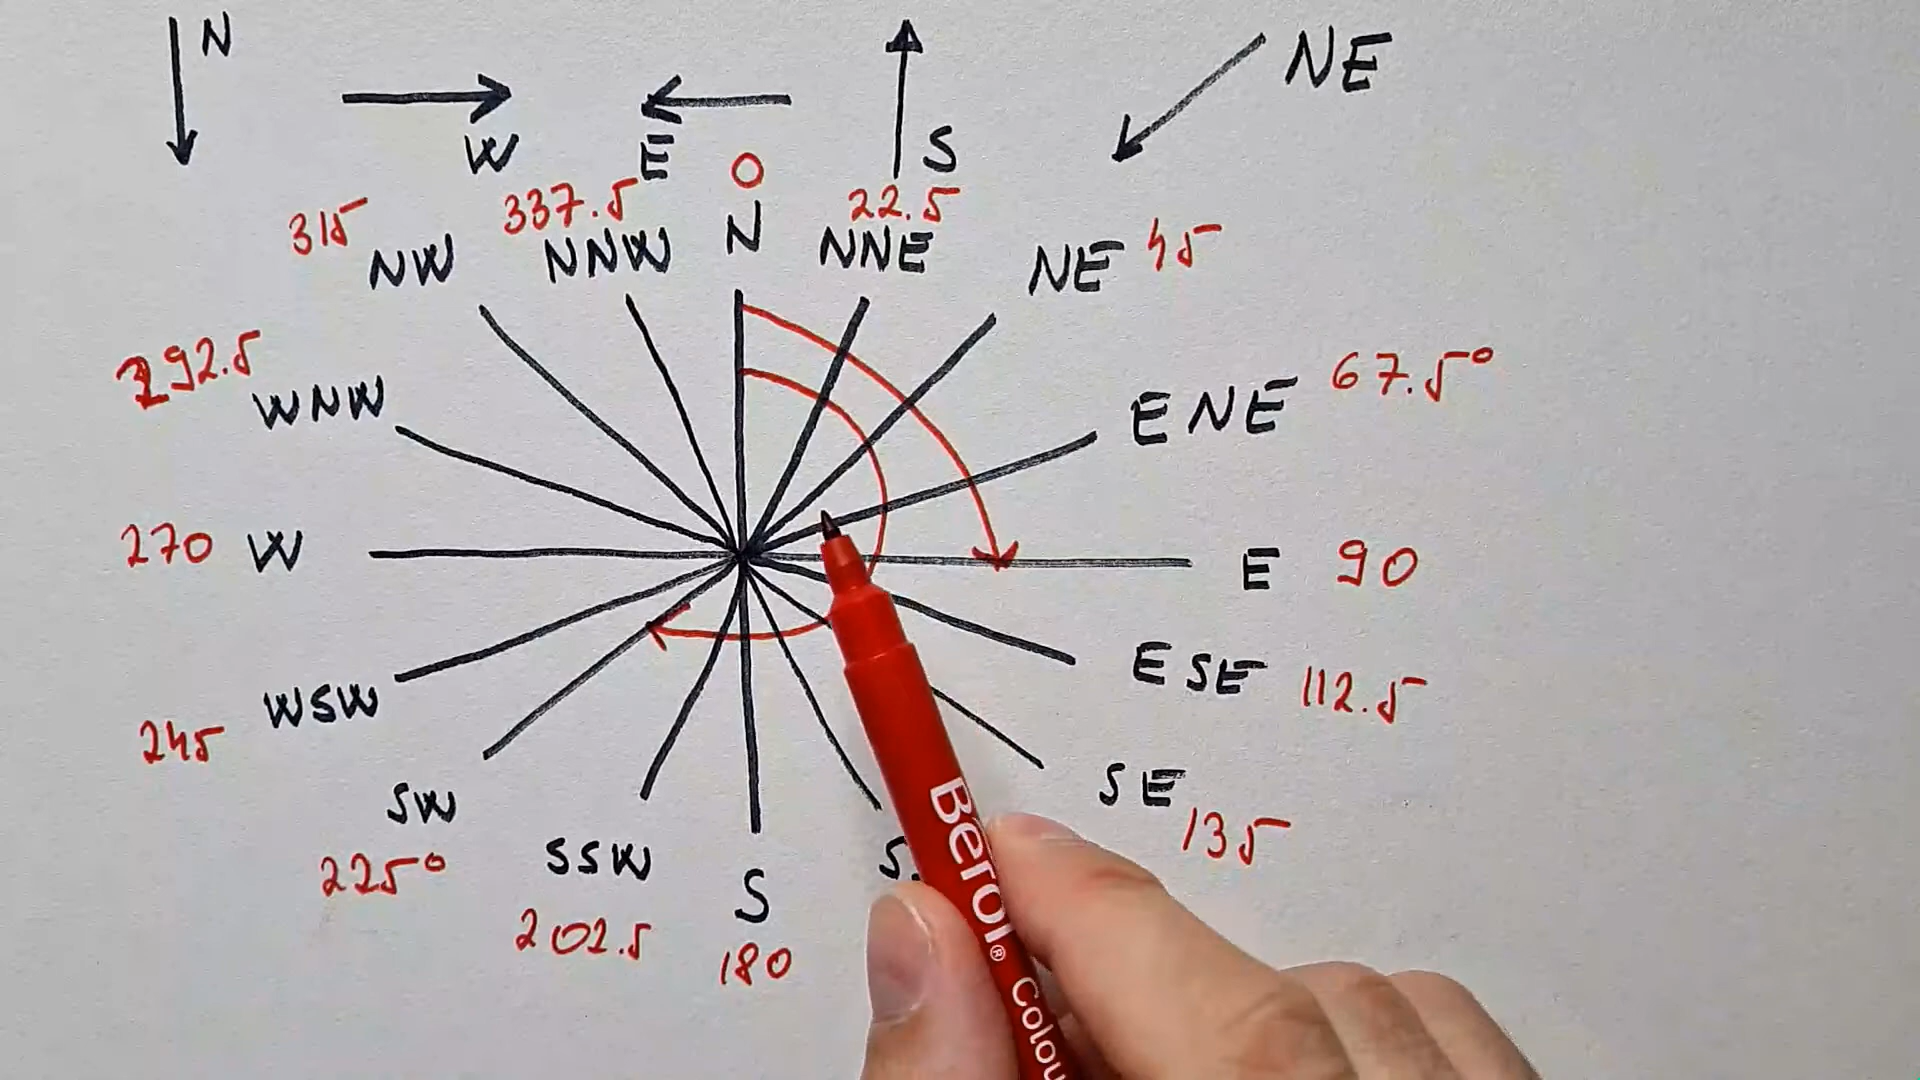 N
W
E
S
NE
315
NW
337.5
NNW
0
N
22.5
NNE
NE 45
292.5
WNW
ENE 67.5°
270 W
E 90
WSW
245
ESE 112.5
SW
225°
SE
135
SSW
202.5
S
180
Berol® Colou